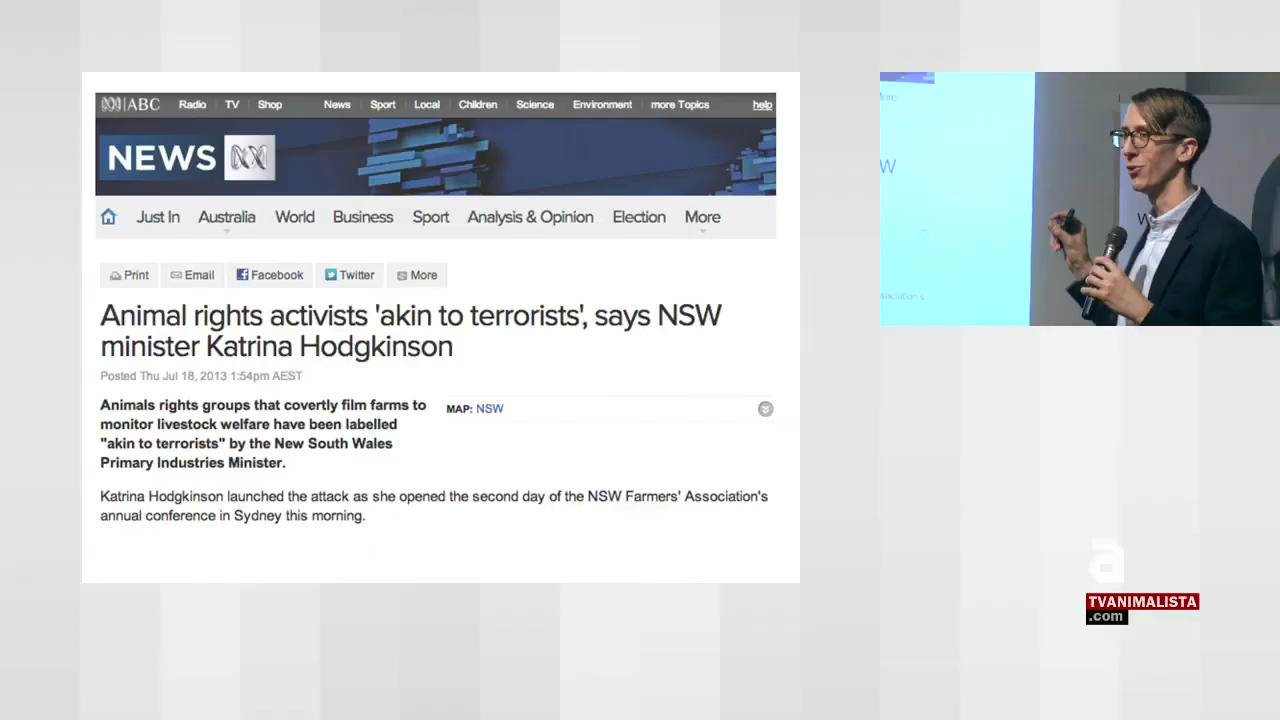 ABC Radio TV Shop News Sport Local Children Science Environment more Topics help
NEWS
Just In Australia World Business Sport Analysis & Opinion Election More
Print Email Facebook Twitter More
Animal rights activists 'akin to terrorists', says NSW
minister Katrina Hodgkinson
Posted Thu Jul 18, 2013 1:54pm AEST
Animals rights groups that covertly film farms to
monitor livestock welfare have been labelled
"akin to terrorists" by the New South Wales
Primary Industries Minister.
MAP: NSW
Katrina Hodgkinson launched the attack as she opened the second day of the NSW Farmers' Association's
annual conference in Sydney this morning.
More
W
W
a
TVANIMALISTA
.com